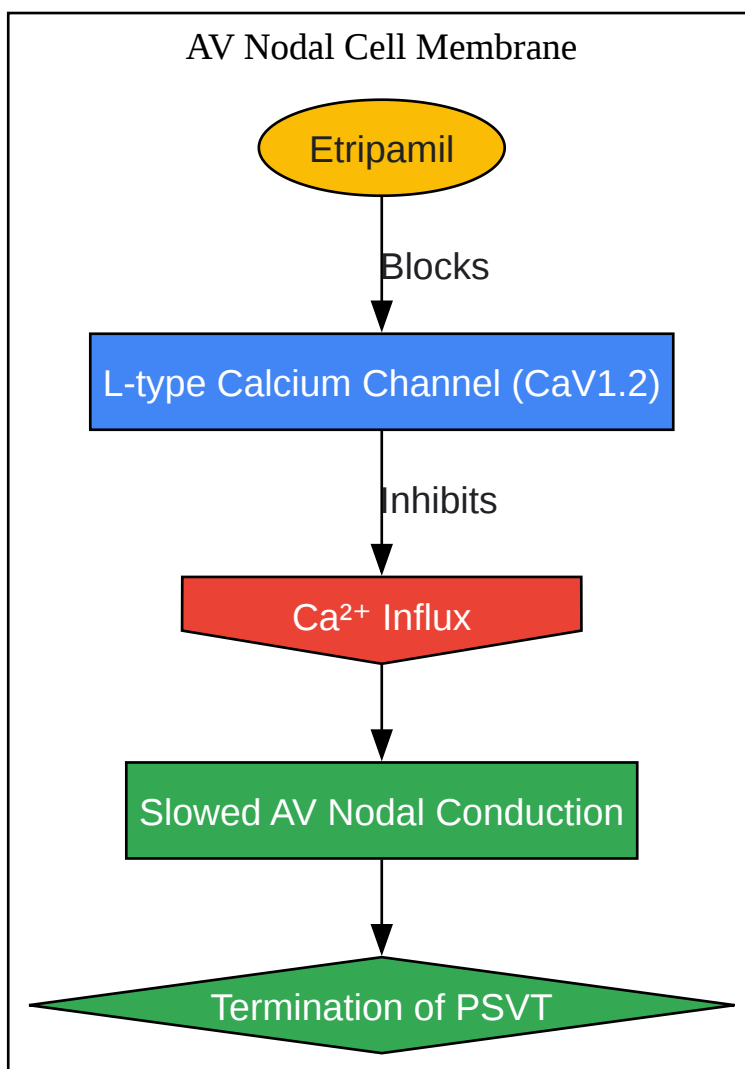 AV Nodal Cell Membrane
Etripamil
Blocks
L-type Calcium Channel (CaV1.2)
Inhibits
Ca²⁺ Influx
Slowed AV Nodal Conduction
Termination of PSVT